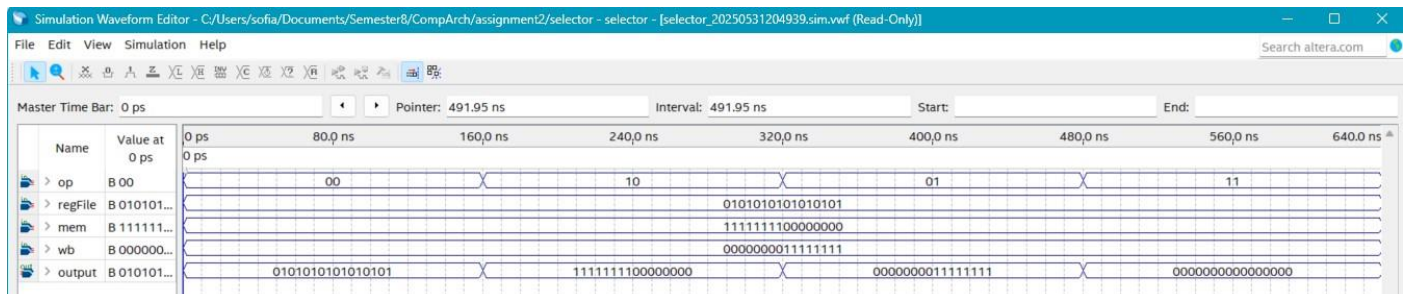 Simulation Waveform Editor - C:/Users/sofia/Documents/Semester8/CompArch/assignment2/selector - selector - [selector_20250531204939.sim.vwf (Read-Only)]
File Edit View Simulation Help
Search altera.com
Master Time Bar: 0 ps Pointer: 491.95 ns Interval: 491.95 ns Start: End:
Name Value at 0 ps
0 ps 80.0 ns 160.0 ns 240.0 ns 320.0 ns 400.0 ns 480.0 ns 560.0 ns 640.0 ns
0 ps
> op B 00 00 10 01 11
> regFile B 010101... 0101010101010101
> mem B 111111... 1111111100000000
> wb B 000000... 0000000011111111
> output B 010101... 0101010101010101 1111111100000000 0000000011111111 0000000000000000